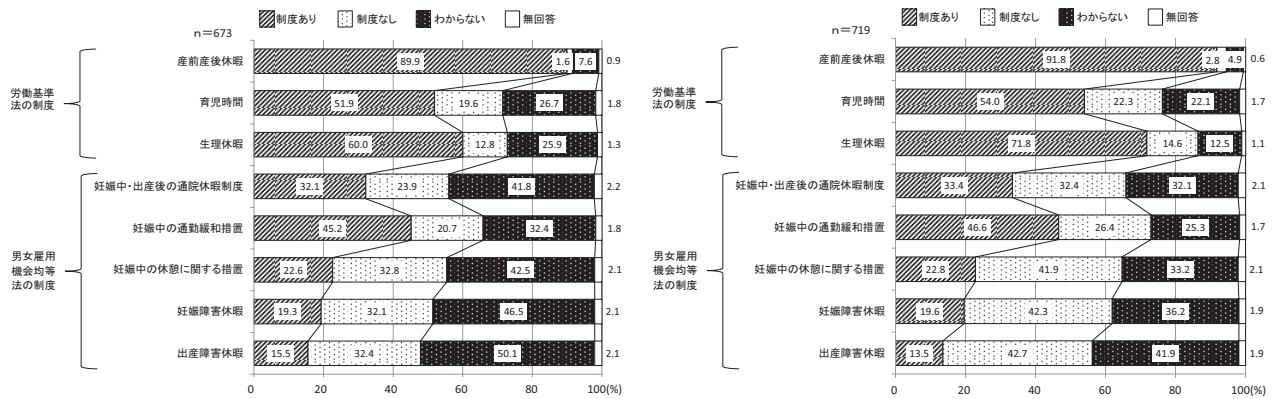 制度あり 制度なし わからない 無回答
n＝673
労働基準
法の制度
産前産後休暇 89.9 1.6 7.6 0.9
育児時間 51.9 19.6 26.7 1.8
生理休暇 60.0 12.8 25.9 1.3
男女雇用
機会均等
法の制度
妊娠中・出産後の通院休暇制度 32.1 23.9 41.8 2.2
妊娠中の通勤緩和措置 45.2 20.7 32.4 1.8
妊娠中の休憩に関する措置 22.6 32.8 42.5 2.1
妊娠障害休暇 19.3 32.1 46.5 2.1
出産障害休暇 15.5 32.4 50.1 2.1
0 20 40 60 80 100(%)
制度あり 制度なし わからない 無回答
n＝719
労働基準
法の制度
産前産後休暇 91.8 2.8 4.9 0.6
育児時間 54.0 22.3 22.1 1.7
生理休暇 71.8 14.6 12.5 1.1
男女雇用
機会均等
法の制度
妊娠中・出産後の通院休暇制度 33.4 32.4 32.1 2.1
妊娠中の通勤緩和措置 46.6 26.4 25.3 1.7
妊娠中の休憩に関する措置 22.8 41.9 33.2 2.1
妊娠障害休暇 19.6 42.3 36.2 1.9
出産障害休暇 13.5 42.7 41.9 1.9
0 20 40 60 80 100(%)